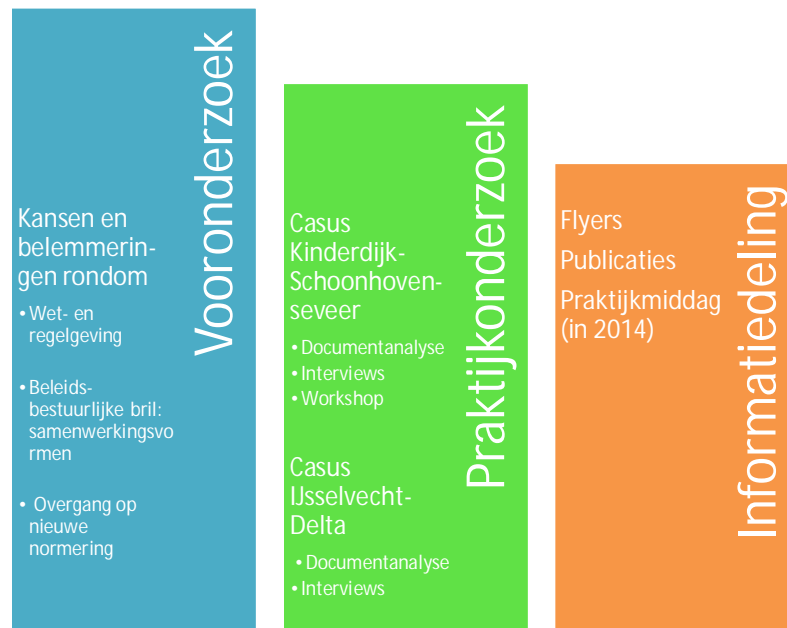 Vooronderzoek
Kansen en
belemmerin-
gen rondom
• Wet- en
regelgeving
• Beleids-
bestuurlijke bril:
samenwerkingsvo
rmen
• Overgang op
nieuwe
normering
Praktijkonderzoek
Casus
Kinderdijk-
Schoonhoven-
seveer
• Documentanalyse
• Interviews
• Workshop
Casus
IJsselvecht-
Delta
• Documentanalyse
• Interviews
Informatiedeling
Flyers
Publicaties
Praktijkmiddag
(in 2014)